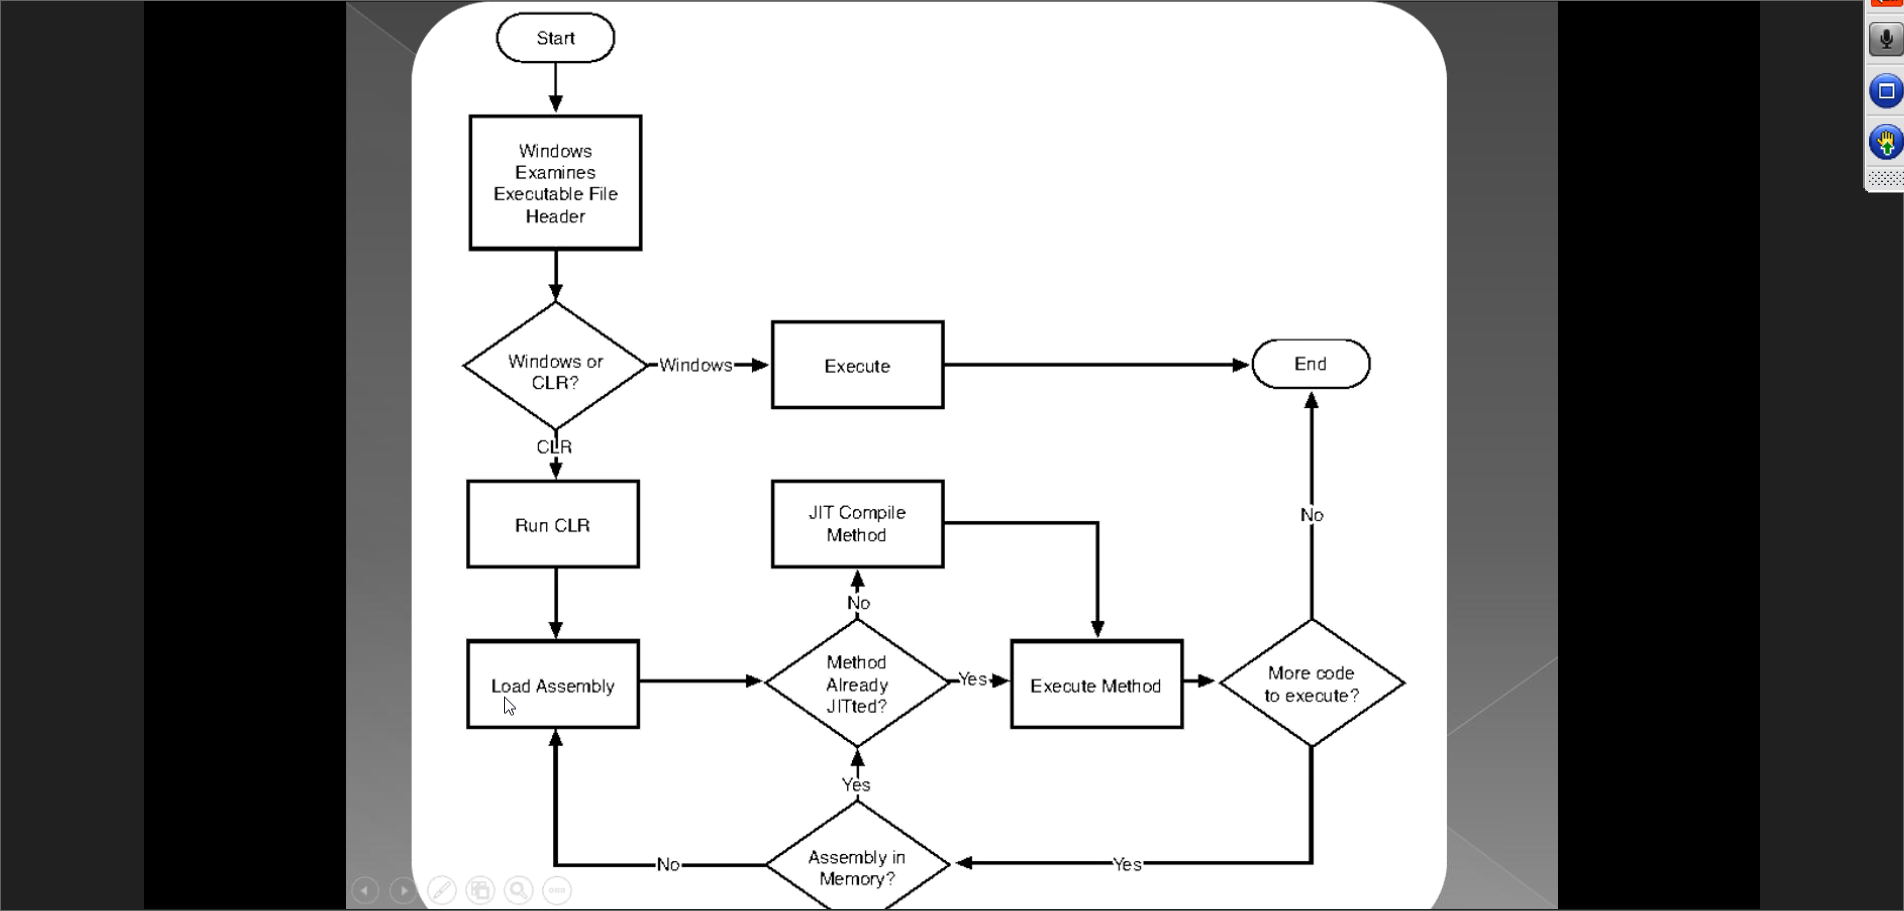 Start
Windows
Examines
Executable File
Header
Windows or
CLR?
Windows
Execute
End
CLR
Run CLR
JIT Compile
Method
No
No
Load Assembly
Method
Already
JITted?
Yes
Execute Method
More code
to execute?
Yes
Assembly in
Memory?
No
Yes